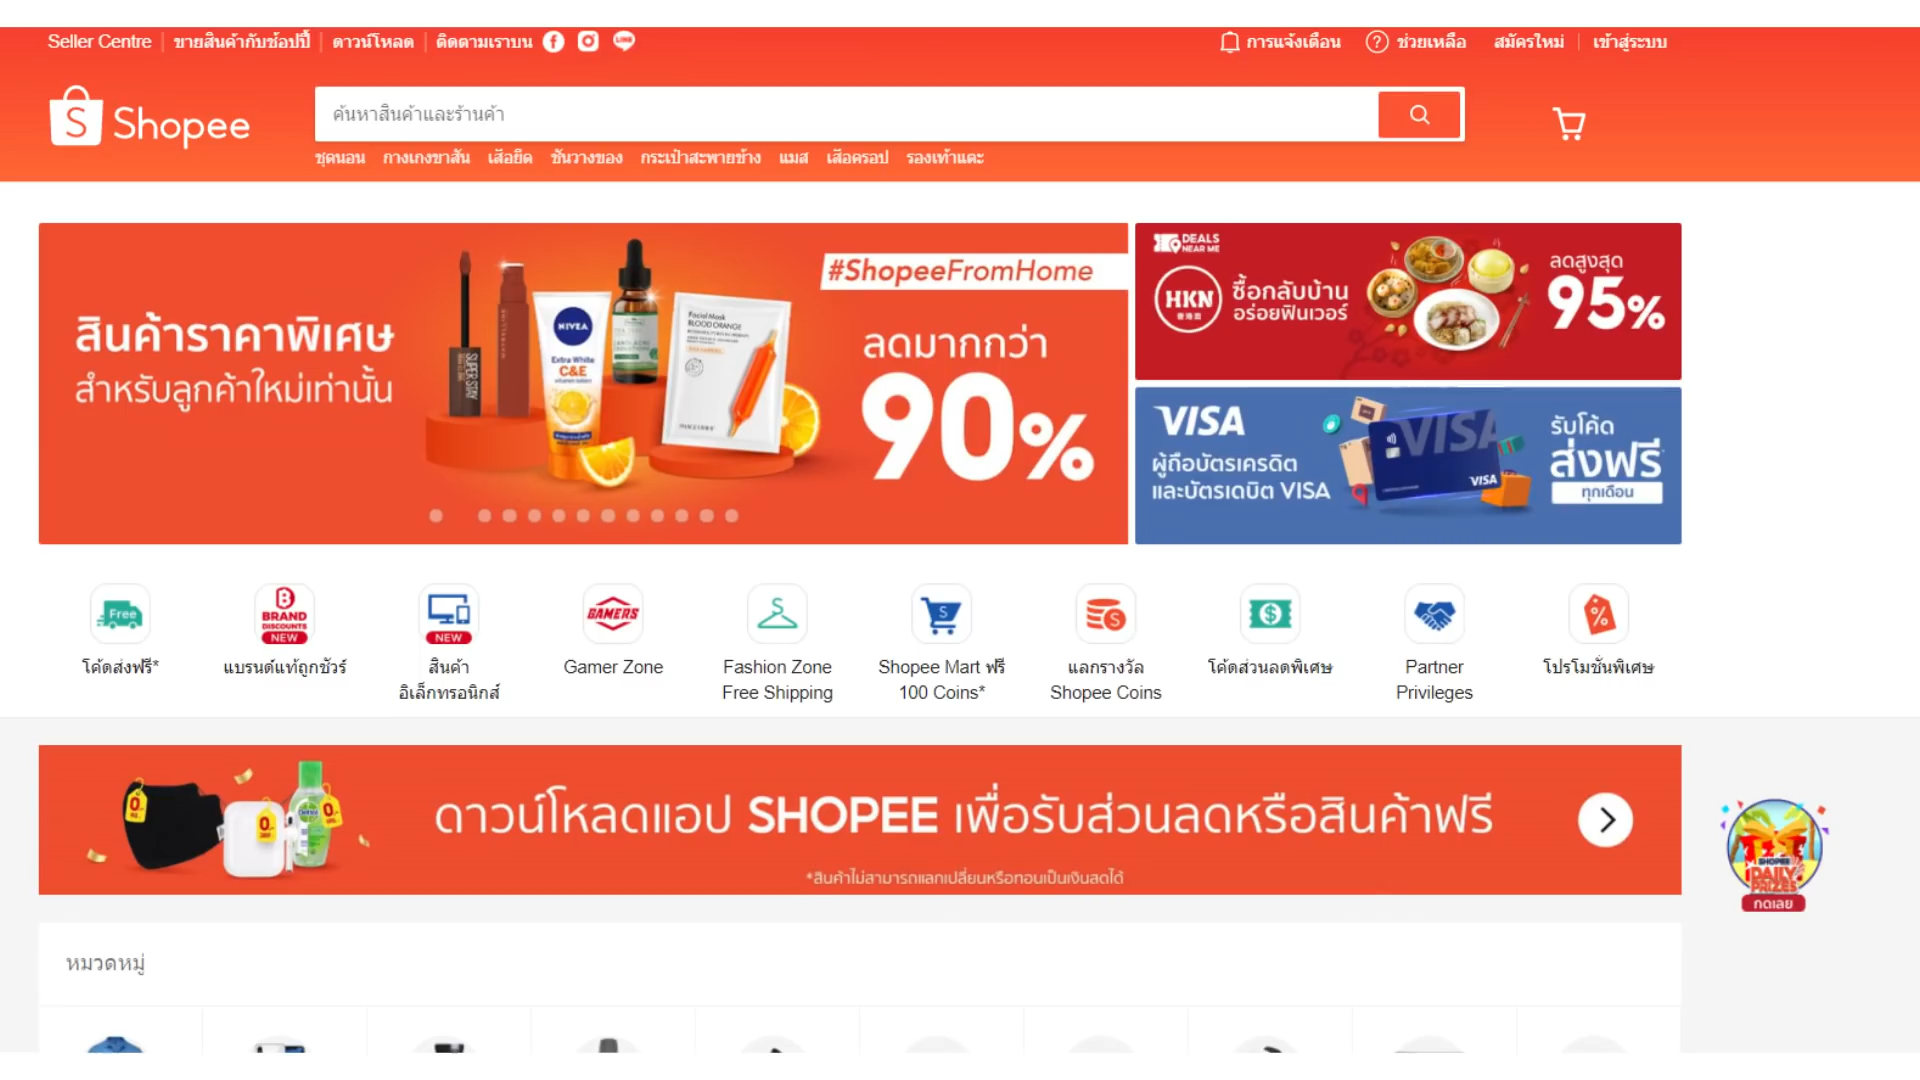 Seller Centre
ขายสินค้ากับช้อปปี้
ดาวน์โหลด
ติดตามเราบน
การแจ้งเตือน
ช่วยเหลือ
สมัครใหม่
เข้าสู่ระบบ
Shopee
ค้นหาสินค้าและร้านค้า
ชุดนอน กางเกงขาสั้น เสื้อยืด ชั้นวางของ กระเป๋าสะพายข้าง แมส เสื้อครอป รองเท้าแตะ
สินค้าราคาพิเศษ
สำหรับลูกค้าใหม่เท่านั้น
#ShopeeFromHome
ลดมากกว่า
90%
SUPER STAY
NIVEA
Extra White
C&E
Facial Mask
BLOOD ORANGE
DEALS
NEAR ME
HKN
ซื้อกลับบ้าน
อร่อยฟินเวอร์
ลดสูงสุด
95%
VISA
ผู้ถือบัตรเครดิต
และบัตรเดบิต VISA
VISA
VISA
รับโค้ด
ส่งฟรี
ทุกเดือน
Free
โค้ดส่งฟรี*
BRAND
DISCOUNTS
NEW
แบรนด์แท้ถูกชัวร์
NEW
สินค้า
อิเล็กทรอนิกส์
GAMERS
Gamer Zone
Fashion Zone
Free Shipping
Shopee Mart ฟรี
100 Coins*
แลกรางวัล
Shopee Coins
โค้ดส่วนลดพิเศษ
Partner
Privileges
โปรโมชั่นพิเศษ
ดาวน์โหลดแอป SHOPEE เพื่อรับส่วนลดหรือสินค้าฟรี
*สินค้าไม่สามารถแลกเปลี่ยนหรือทอนเป็นเงินสดได้
SHOPEE
DAILY
PRIZES
กดเลย
หมวดหมู่